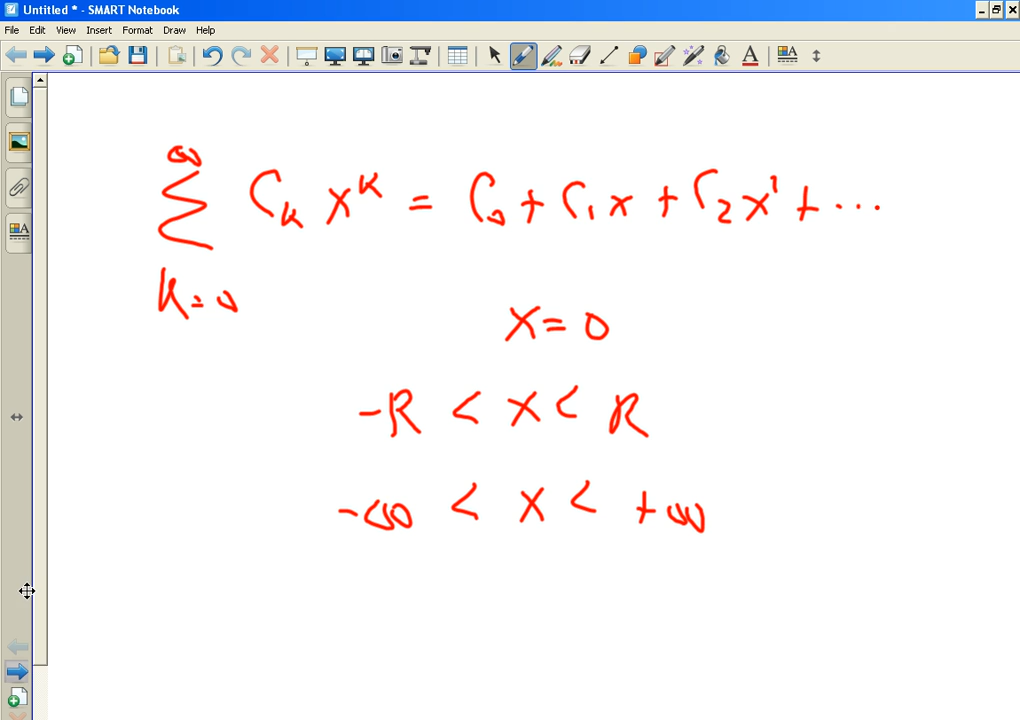 Untitled * - SMART Notebook
File Edit View Insert Format Draw Help
∞
∑ C_k x^k = C_0 + C_1 x + C_2 x^2 + ...
k=0
x = 0
-R < x < R
-∞ < x < +∞